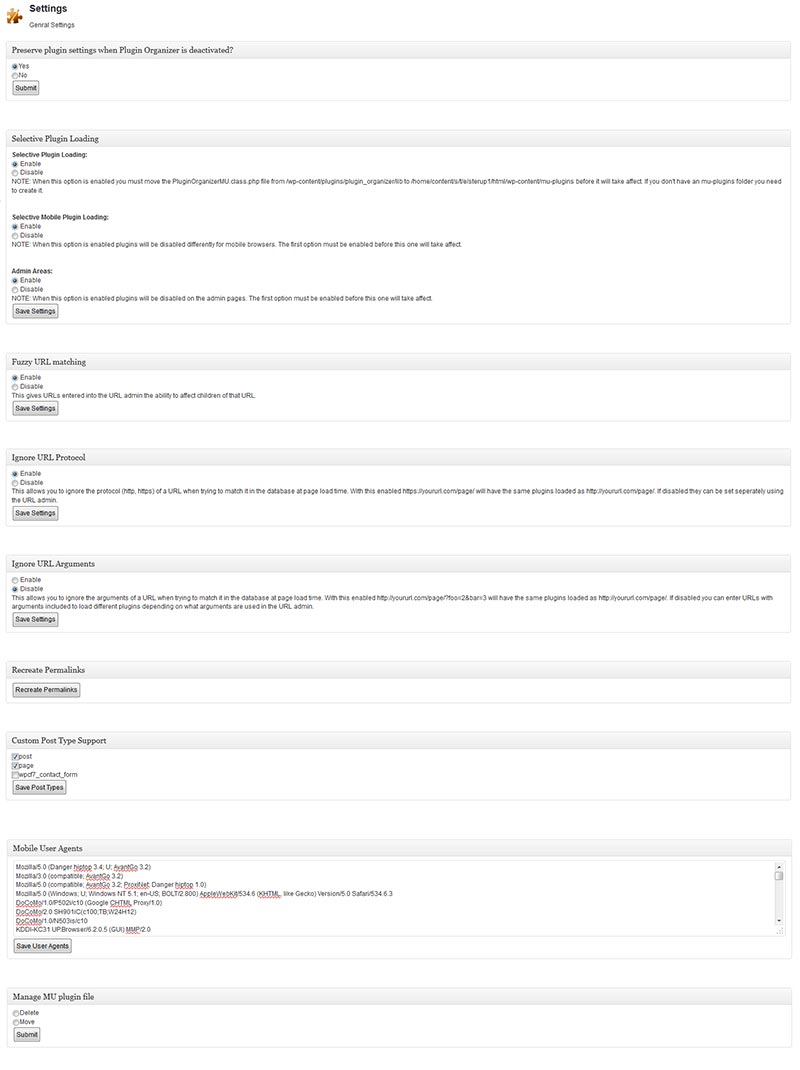 Settings
Genral Settings
Preserve plugin settings when Plugin Organizer is deactivated?
Yes
No
Submit
Selective Plugin Loading
Selective Plugin Loading:
Enable
Disable
NOTE: When this option is enabled you must move the PluginOrganizerMU.class.php file from /wp-content/plugins/plugin_organizer/lib to /home/content/s/t/e/sterup1/html/wp-content/mu-plugins before it will take affect. If you don't have an mu-plugins folder you need
to create it.
Selective Mobile Plugin Loading:
Enable
Disable
NOTE: When this option is enabled plugins will be disabled differently for mobile browsers. The first option must be enabled before this one will take affect.
Admin Areas:
Enable
Disable
NOTE: When this option is enabled plugins will be disabled on the admin pages. The first option must be enabled before this one will take affect.
Save Settings
Fuzzy URL matching
Enable
Disable
This gives URLs entered into the URL admin the ability to affect children of that URL.
Save Settings
Ignore URL Protocol
Enable
Disable
This allows you to ignore the protocol (http, https) of a URL when trying to match it in the database at page load time. With this enabled https://yoururl.com/page/ will have the same plugins loaded as http://yoururl.com/page/. If disabled they can be set seperately using
the URL admin.
Save Settings
Ignore URL Arguments
Enable
Disable
This allows you to ignore the arguments of a URL when trying to match it in the database at page load time. With this enabled http://yoururl.com/page/?foo=2&bar=3 will have the same plugins loaded as http://yoururl.com/page/. If disabled you can enter URLs with
arguments included to load different plugins depending on what arguments are used in the URL admin.
Save Settings
Recreate Permalinks
Recreate Permalinks
Custom Post Type Support
post
page
wpcf7_contact_form
Save Post Types
Mobile User Agents
Mozilla/5.0 (Danger hiptop 3.4; U; AvantGo 3.2)
Mozilla/3.0 (compatible; AvantGo 3.2)
Mozilla/5.0 (compatible; AvantGo 3.2; ProxiNet; Danger hiptop 1.0)
Mozilla/5.0 (Windows; U; Windows NT 5.1; en-US; BOLT/2.800) AppleWebKit/534.6 (KHTML, like Gecko) Version/5.0 Safari/534.6.3
DoCoMo/1.0/P502i/c10 (Google CHTML Proxy/1.0)
DoCoMo/2.0 SH901iC(c100;TB;W24H12)
DoCoMo/1.0/N503is/c10
KDDI-KC31 UP.Browser/6.2.0.5 (GUI) MMP/2.0
Save User Agents
Manage MU plugin file
Delete
Move
Submit